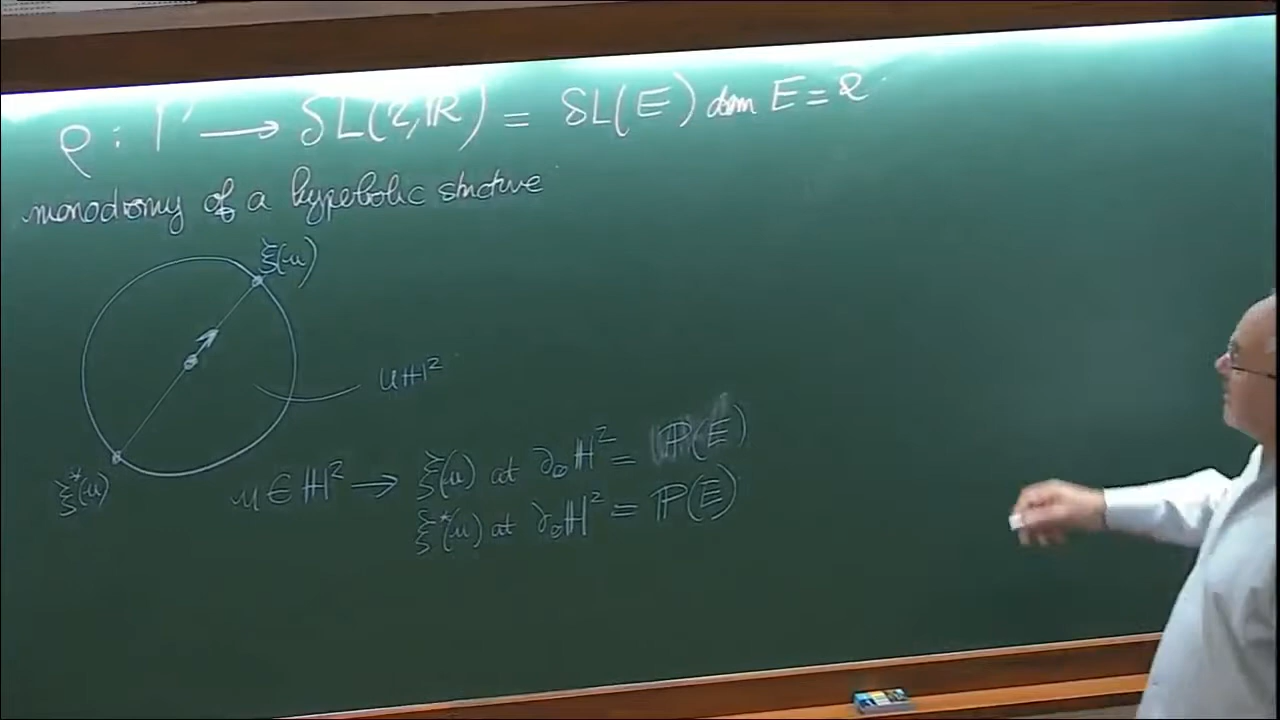 ρ : Γ → SL(2,ℝ) = SL(E) dim E = 2
monodromy of a hyperbolic structure
ξ(u)
Uℍ²
ξ*(u)
u ∈ ℍ² → ξ(u) at ∂∞ℍ² = ℙ(E)
ξ*(u) at ∂∞ℍ² = ℙ(E)